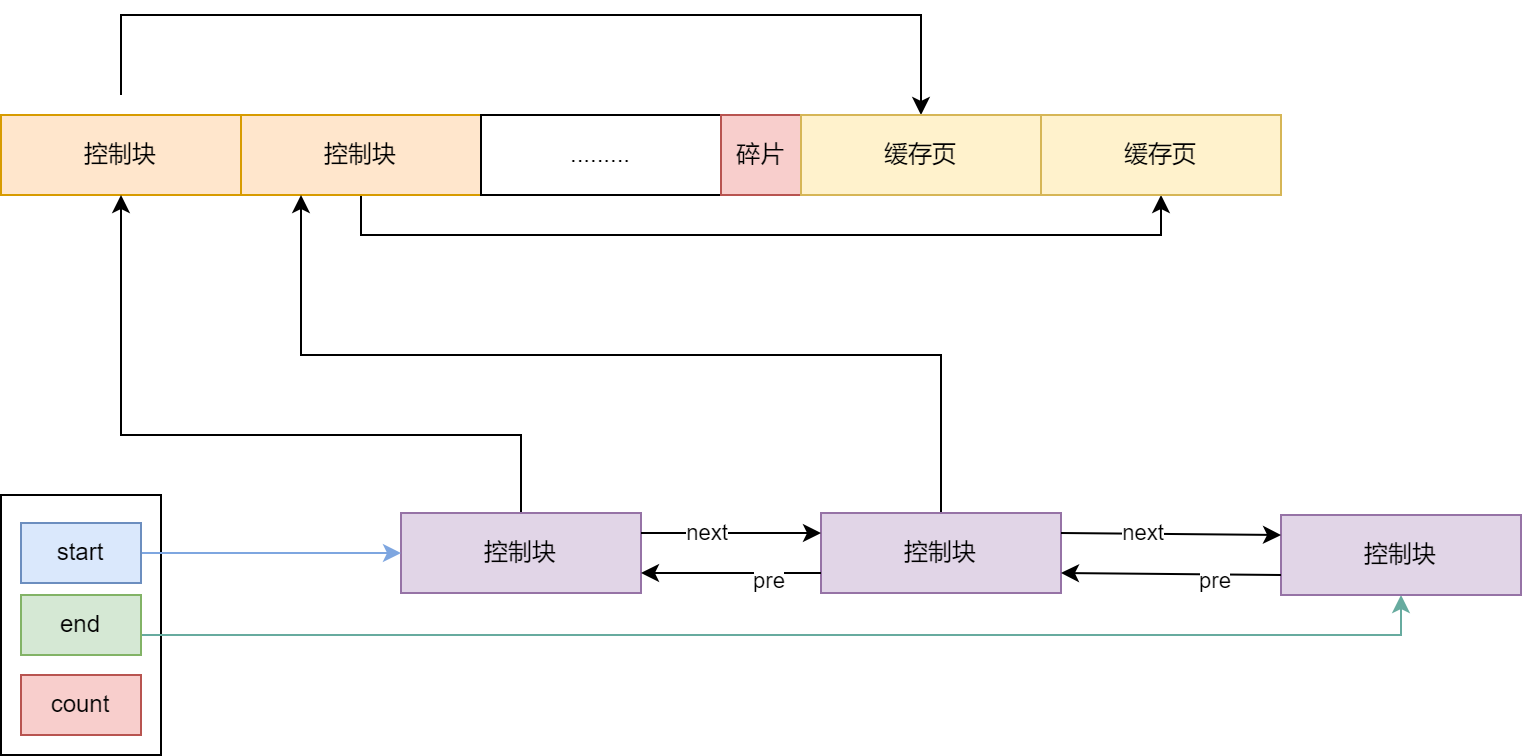 控制块
控制块
.........
碎片
缓存页
缓存页
start
end
count
控制块
next
pre
控制块
next
pre
控制块